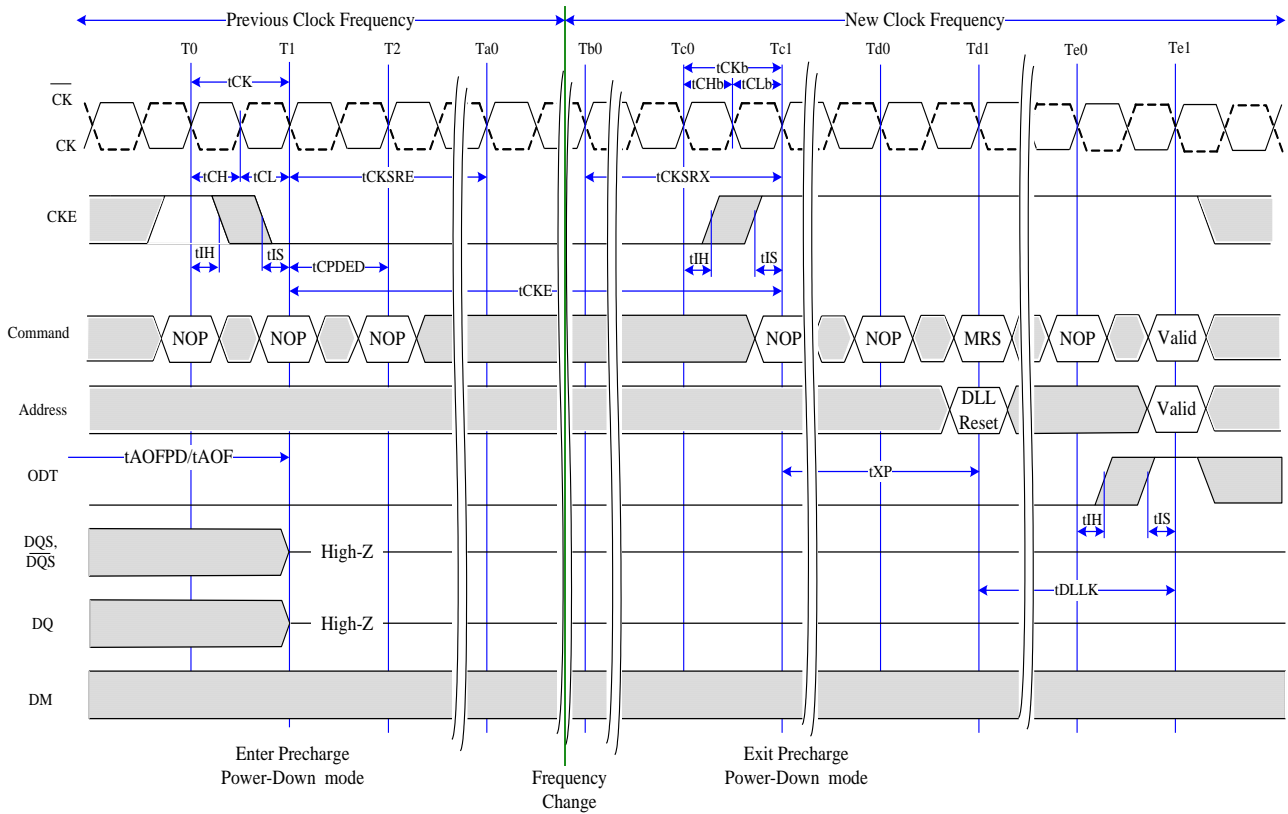 Previous Clock Frequency New Clock Frequency
T0 T1 T2 Ta0 Tb0 Tc0 Tc1 Td0 Td1 Te0 Te1
tCK tCKb
tCHb tCLb
CK
CK
tCH tCL tCKSRE tCKSRX
CKE
tIH tIS tCPDED tIH tIS
tCKE
Command NOP NOP NOP NOP NOP MRS NOP Valid
Address DLL Reset Valid
tAOFPD/tAOF
ODT tXP
tIH tIS
DQS, DQS High-Z
tDLLK
DQ High-Z
DM
Enter Precharge
Power-Down mode
Frequency
Change
Exit Precharge
Power-Down mode